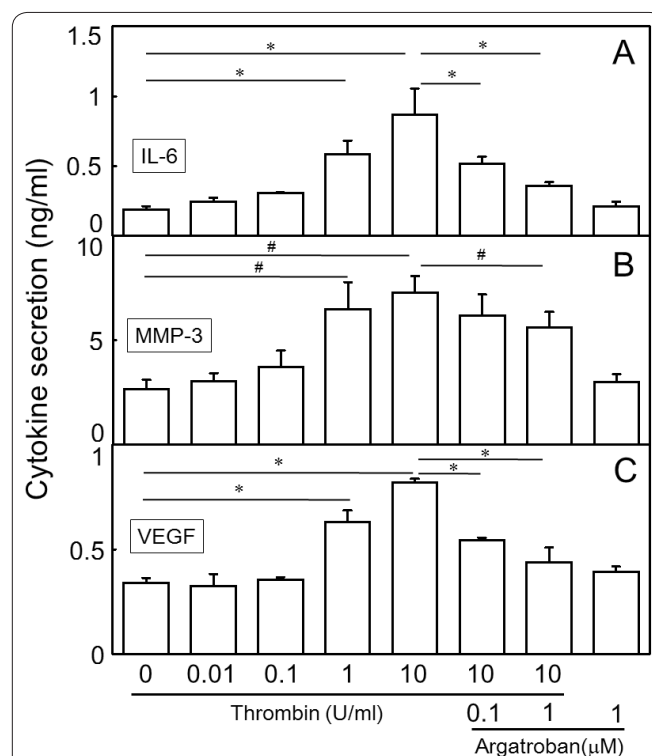 Cytokine secretion (ng/ml)
1.5
1
0.5
0
A
IL-6
*
*
*
*
10
5
0
B
MMP-3
#
#
#
1
0.5
0
C
VEGF
*
*
*
*
0 0.01 0.1 1 10 10 10
Thrombin (U/ml) 0.1 1 1
Argatroban(μM)